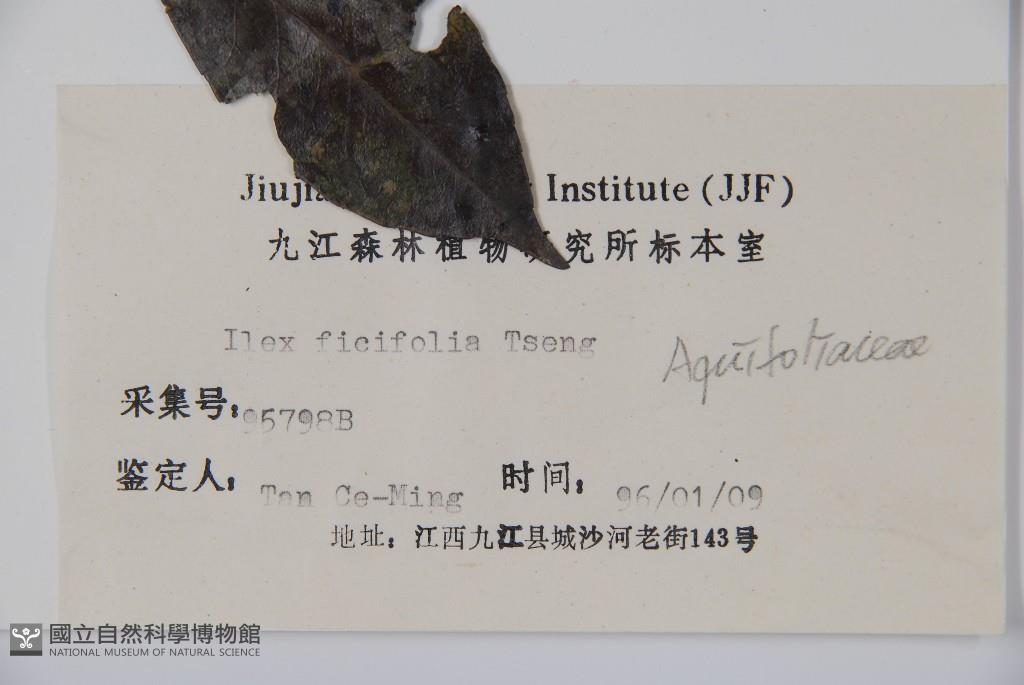 Institute (JJF)
九江森林植物研究所标本室
Ilex ficifolia Tseng
Aquifoliaceae
采集号:95798B
鉴定人: Tan Ce-Ming 时间: 96/01/09
地址: 江西九江县城沙河老街143号
國立自然科學博物館
NATIONAL MUSEUM OF NATURAL SCIENCE